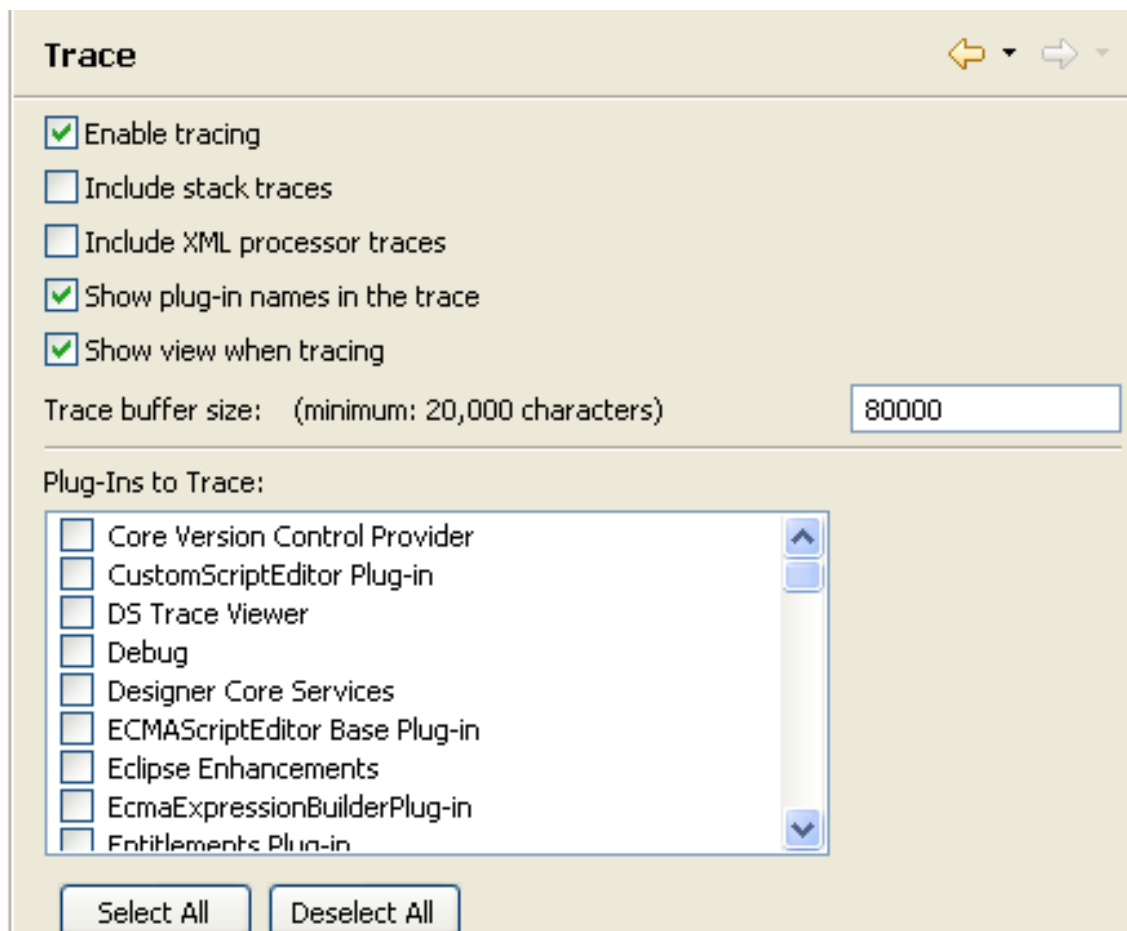 Trace
Enable tracing
Include stack traces
Include XML processor traces
Show plug-in names in the trace
Show view when tracing
Trace buffer size: (minimum: 20,000 characters) 80000
Plug-Ins to Trace:
Core Version Control Provider
CustomScriptEditor Plug-in
DS Trace Viewer
Debug
Designer Core Services
ECMAScriptEditor Base Plug-in
Eclipse Enhancements
EcmaExpressionBuilderPlug-in
Entitlements Plug-in
Select All Deselect All